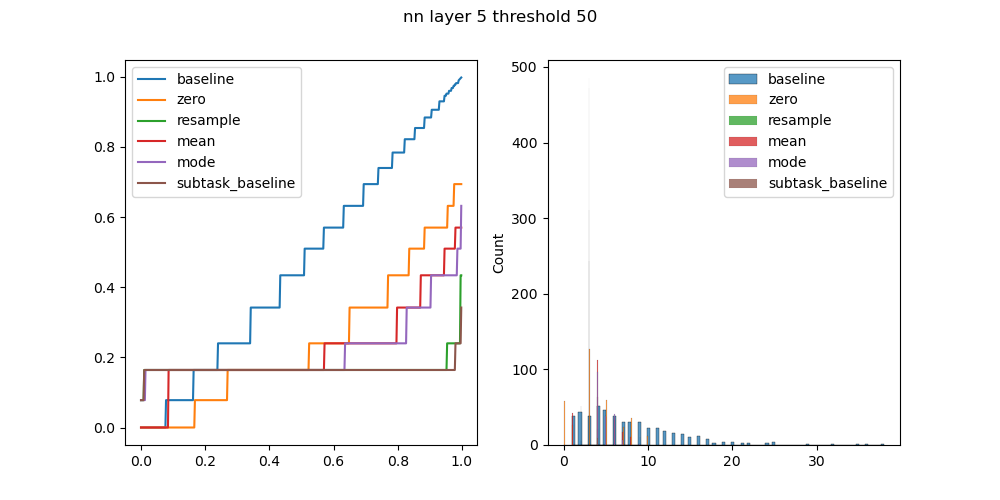 nn layer 5 threshold 50
1.0
0.8
0.6
0.4
0.2
0.0
0.0 0.2 0.4 0.6 0.8 1.0
baseline
zero
resample
mean
mode
subtask_baseline
Count
500
400
300
200
100
0
0 10 20 30
baseline
zero
resample
mean
mode
subtask_baseline